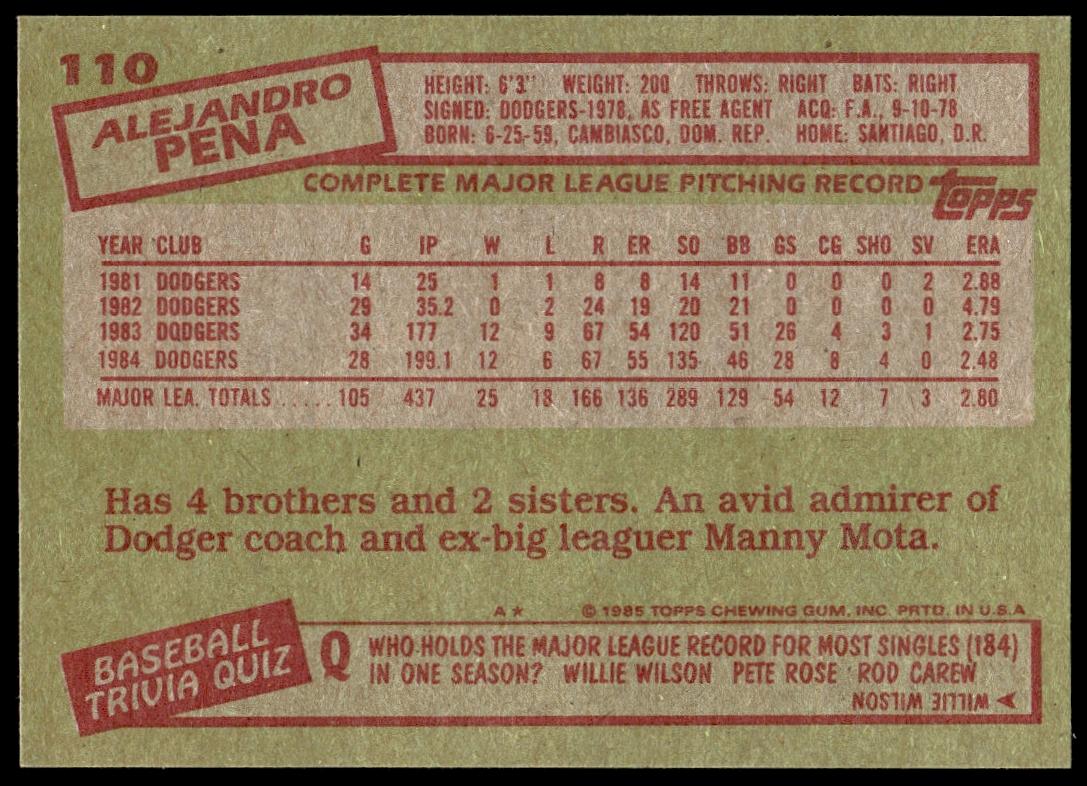 110
ALEJANDRO
PENA
HEIGHT: 6'3" WEIGHT: 200 THROWS: RIGHT BATS: RIGHT
SIGNED: DODGERS-1978, AS FREE AGENT ACQ: F.A., 9-10-78
BORN: 6-25-59, CAMBIASCO, DOM. REP. HOME: SANTIAGO, D.R.
COMPLETE MAJOR LEAGUE PITCHING RECORD topps
YEAR CLUB G IP W L R ER SO BB GS CG SHO SV ERA
1981 DODGERS 14 25 1 1 8 8 14 11 0 0 0 2 2.88
1982 DODGERS 29 35.2 0 2 24 19 20 21 0 0 0 0 4.79
1983 DODGERS 34 177 12 9 67 54 120 51 26 4 3 1 2.75
1984 DODGERS 28 199.1 12 6 67 55 135 46 28 8 4 0 2.48
MAJOR LEA. TOTALS ..... 105 437 25 18 166 136 289 129 54 12 7 3 2.80
Has 4 brothers and 2 sisters. An avid admirer of
Dodger coach and ex-big leaguer Manny Mota.
A★ © 1985 TOPPS CHEWING GUM, INC. PRTD. IN U.S.A
BASEBALL
TRIVIA QUIZ
Q WHO HOLDS THE MAJOR LEAGUE RECORD FOR MOST SINGLES (184)
IN ONE SEASON? WILLIE WILSON PETE ROSE ROD CAREW
WILLIE WILSON